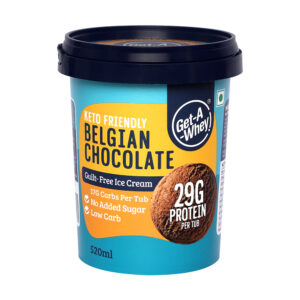 Get-A
-Whey!
KETO FRIENDLY
BELGIAN
CHOCOLATE
Guilt-Free Ice Cream
17G Carbs Per Tub
No Added Sugar
Low Carb
29G
PROTEIN
PER TUB
520ml